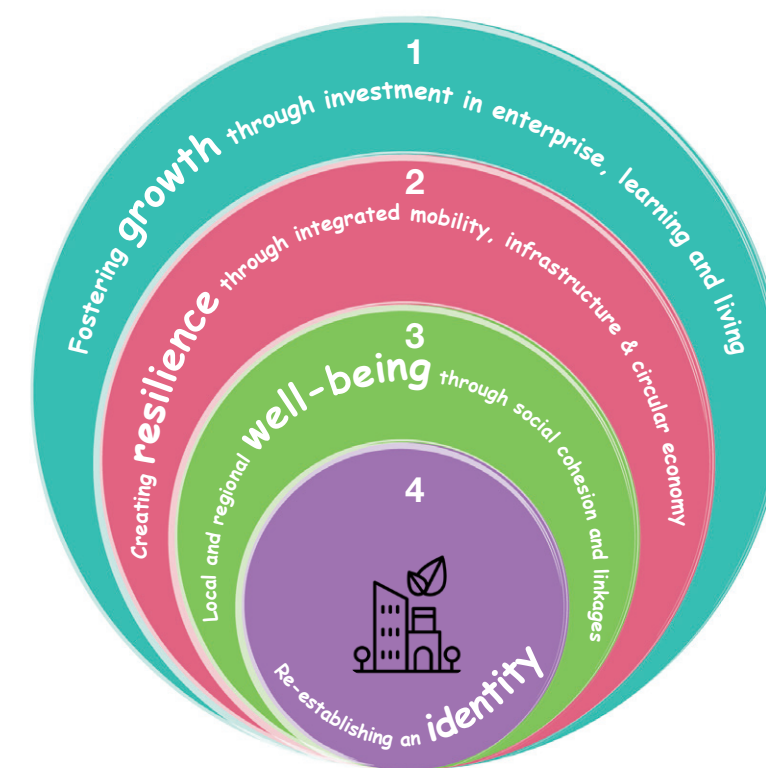 1
Fostering growth through investment in enterprise, learning and living
2
Creating resilience through integrated mobility, infrastructure & circular economy
3
Local and regional well-being through social cohesion and linkages
4
Re-establishing an identity